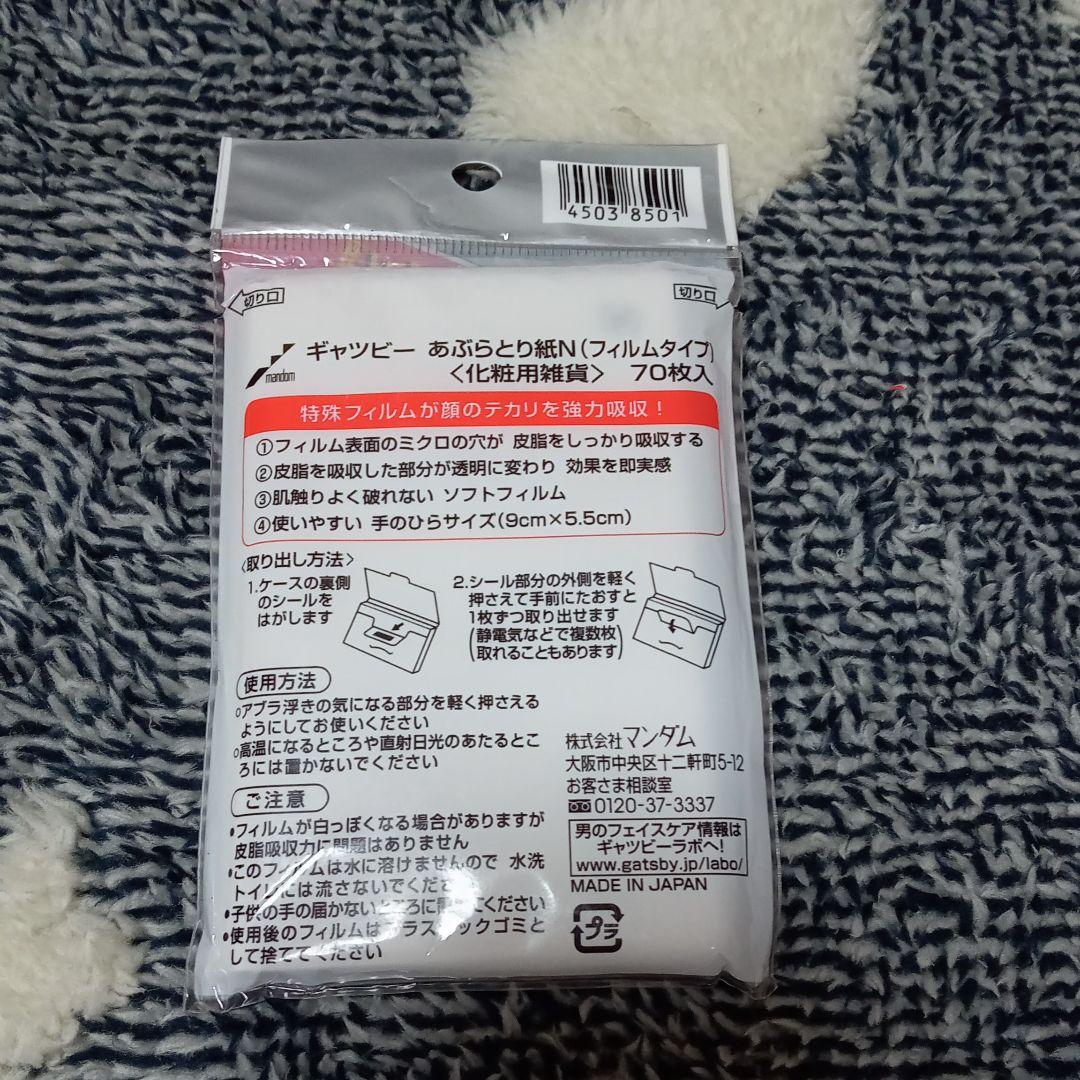 4503 8501
切り口
切り口
mandom
ギャツビー あぶらとり紙N(フィルムタイプ)
〈化粧用雑貨〉 70枚入
特殊フィルムが顔のテカリを強力吸収!
①フィルム表面のミクロの穴が 皮脂をしっかり吸収する
②皮脂を吸収した部分が透明に変わり 効果を即実感
③肌触りよく破れない ソフトフィルム
④使いやすい 手のひらサイズ(9cm×5.5cm)
〈取り出し方法〉
1.ケースの裏側
のシールを
はがします
2.シール部分の外側を軽く
押さえて手前にたおすと
1枚ずつ取り出せます
(静電気などで複数枚
取れることもあります)
使用方法
○アブラ浮きの気になる部分を軽く押さえる
ようにしてお使いください
○高温になるところや直射日光のあたるとこ
ろには置かないでください
ご注意
•フィルムが白っぽくなる場合がありますが
皮脂吸収力に問題はありません
•このフィルムは水に溶けませんので 水洗
トイレには流さないでくださ
•子供の手の届かないところに てください
•使用後のフィルムは プラスチックゴミと
して捨ててください
株式会社 マンダム
大阪市中央区十二軒町5-12
お客さま相談室
0120-37-3337
男のフェイスケア情報は
ギャツビーラボへ!
www.gatsby.jp/labo/
MADE IN JAPAN
プラ